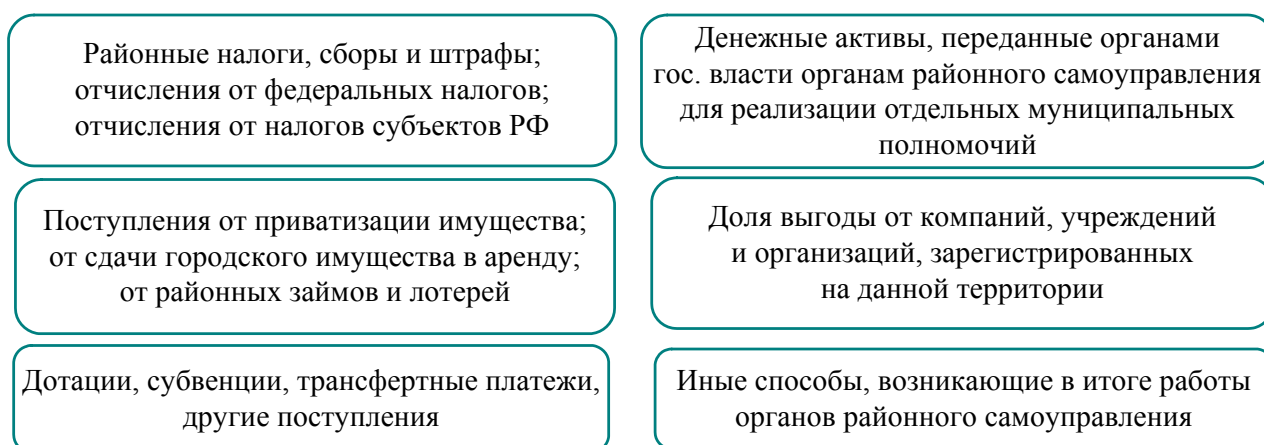 Районные налоги, сборы и штрафы;
отчисления от федеральных налогов;
отчисления от налогов субъектов РФ
Денежные активы, переданные органами
гос. власти органам районного самоуправления
для реализации отдельных муниципальных
полномочий
Поступления от приватизации имущества;
от сдачи городского имущества в аренду;
от районных займов и лотерей
Доля выгоды от компаний, учреждений
и организаций, зарегистрированных
на данной территории
Дотации, субвенции, трансфертные платежи,
другие поступления
Иные способы, возникающие в итоге работы
органов районного самоуправления